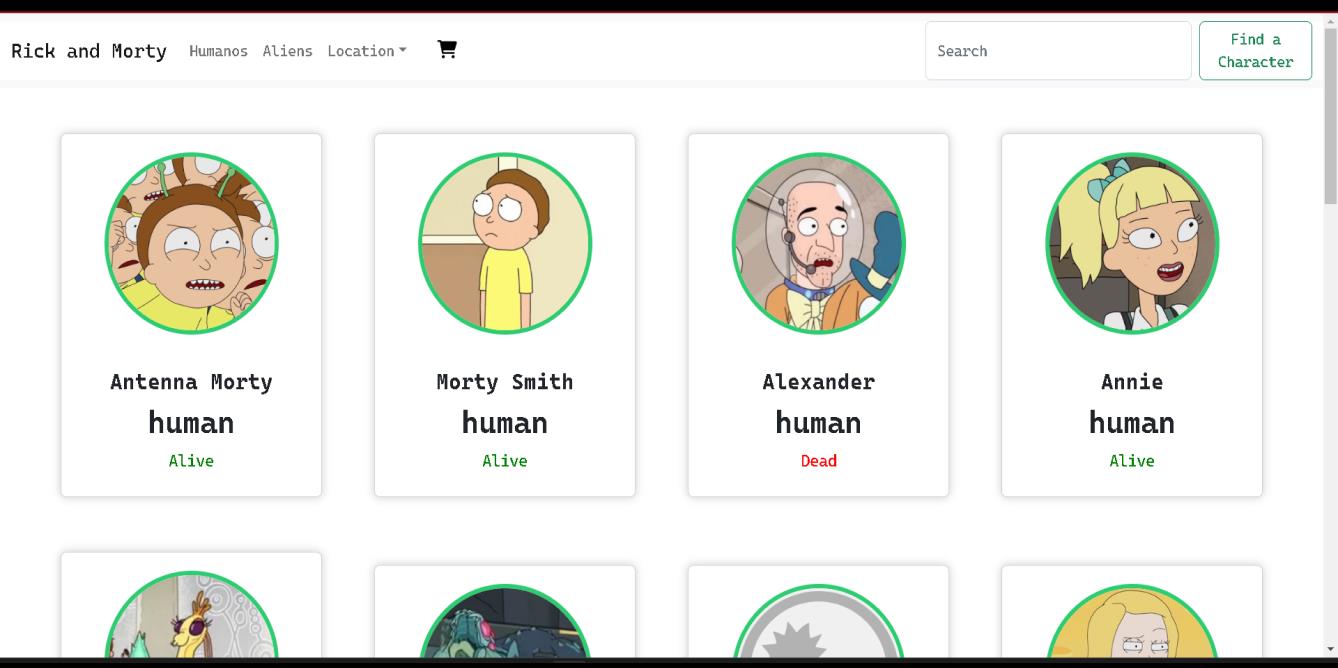 Rick and Morty Humanos Aliens Location Search Find a
Character
Antenna Morty Morty Smith Alexander Annie
human human human human
Alive Alive Dead Alive